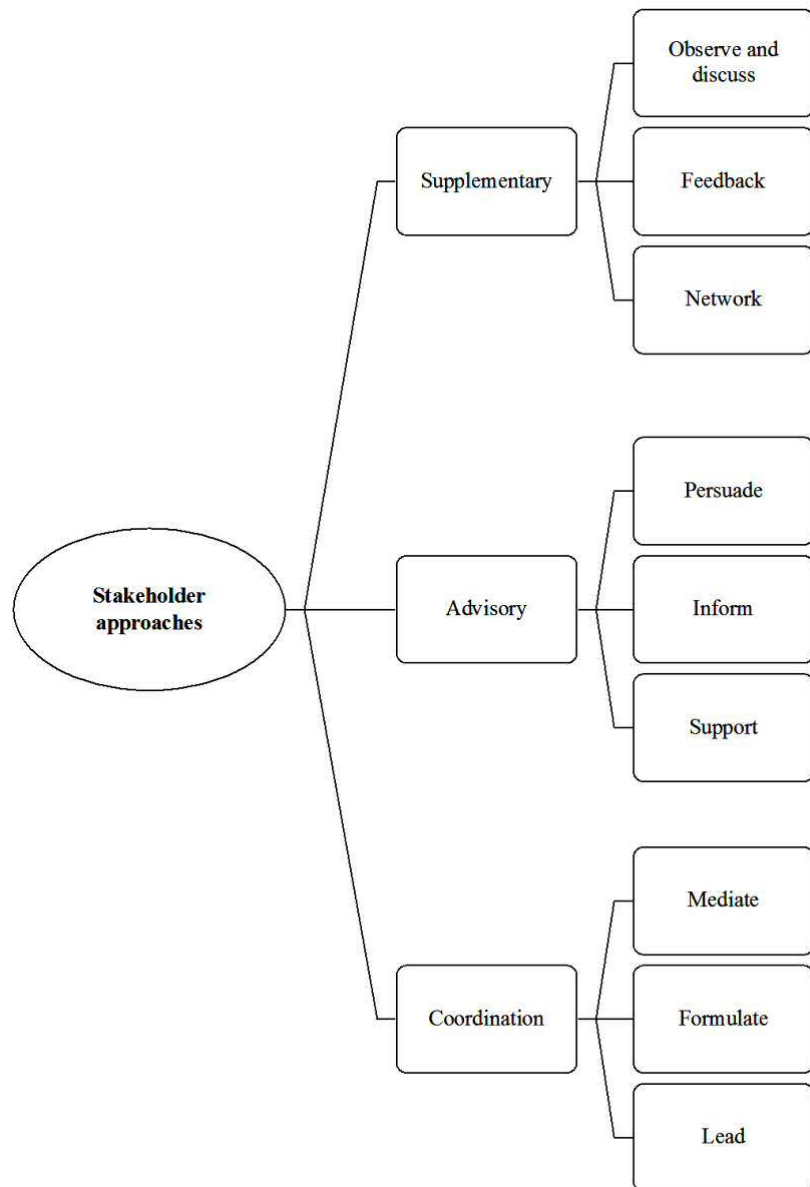 Observe and
discuss
Supplementary
Feedback
Network
Persuade
Stakeholder
approaches
Advisory
Inform
Support
Mediate
Coordination
Formulate
Lead